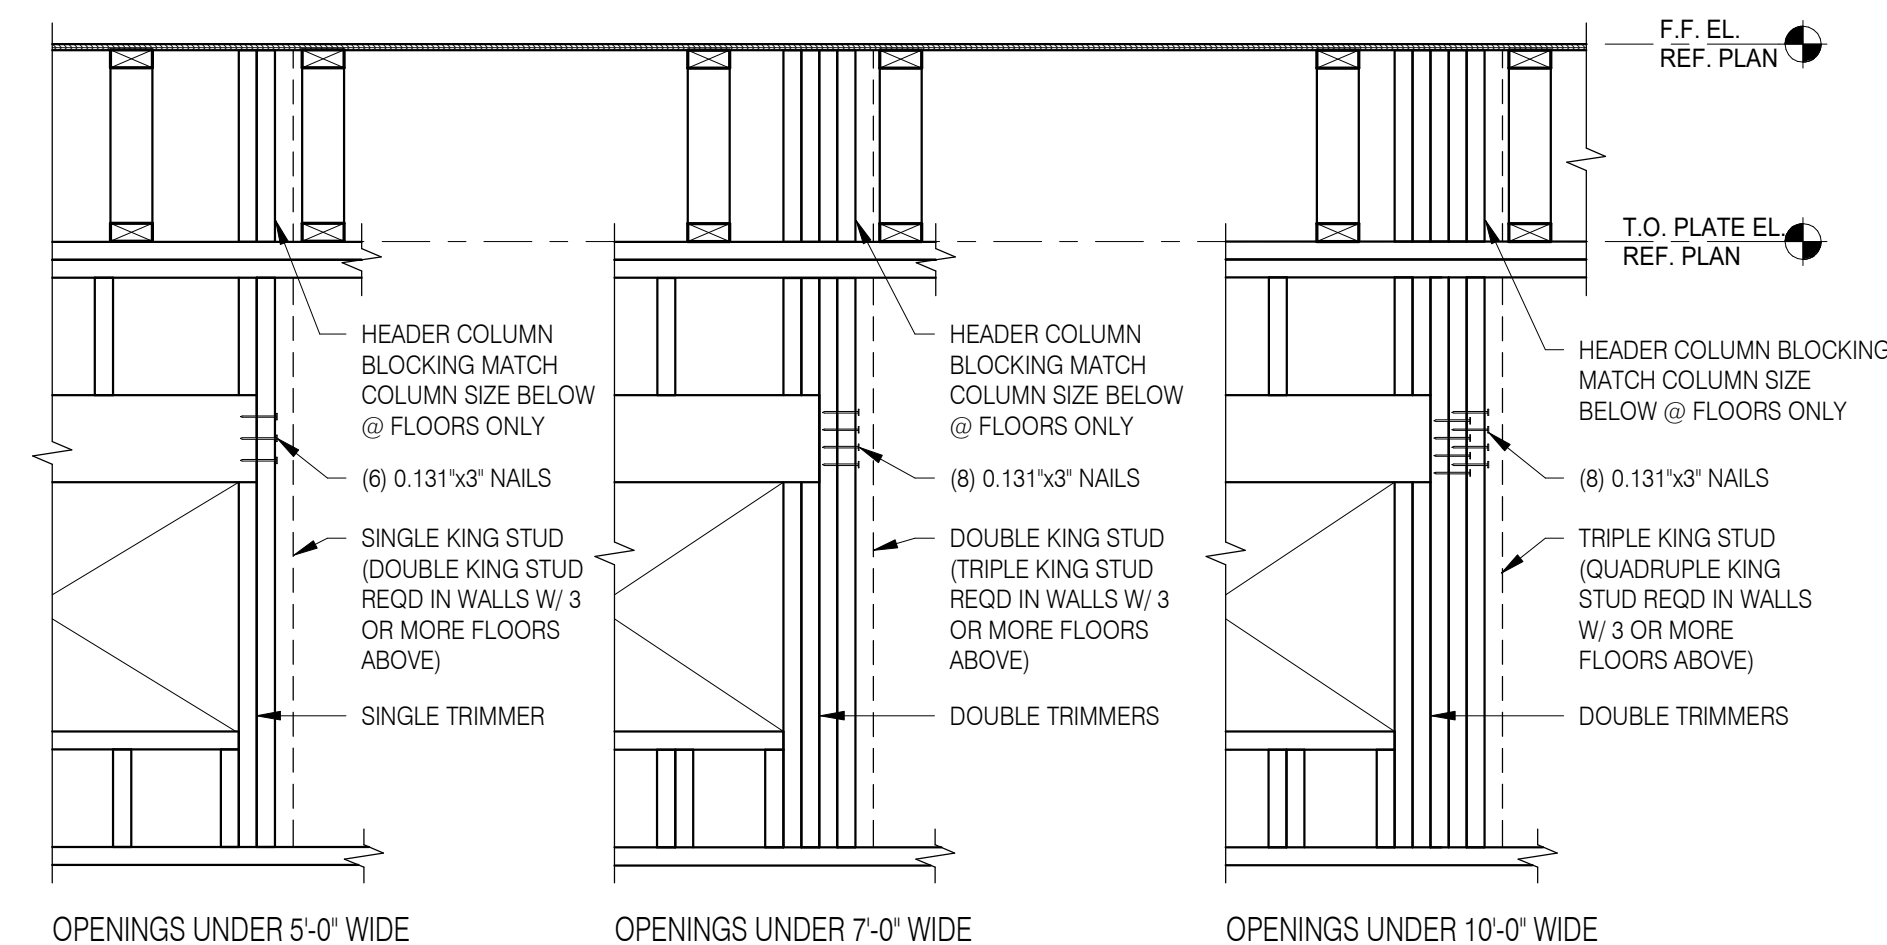 F.F. EL.
REF. PLAN
T.O. PLATE EL.
REF. PLAN
HEADER COLUMN
BLOCKING MATCH
COLUMN SIZE BELOW
@ FLOORS ONLY
(6) 0.131"x3" NAILS
SINGLE KING STUD
(DOUBLE KING STUD
REQD IN WALLS W/ 3
OR MORE FLOORS
ABOVE)
SINGLE TRIMMER
OPENINGS UNDER 5'-0" WIDE
HEADER COLUMN
BLOCKING MATCH
COLUMN SIZE BELOW
@ FLOORS ONLY
(8) 0.131"x3" NAILS
DOUBLE KING STUD
(TRIPLE KING STUD
REQD IN WALLS W/ 3
OR MORE FLOORS
ABOVE)
DOUBLE TRIMMERS
OPENINGS UNDER 7'-0" WIDE
HEADER COLUMN BLOCKING
MATCH COLUMN SIZE
BELOW @ FLOORS ONLY
(8) 0.131"x3" NAILS
TRIPLE KING STUD
(QUADRUPLE KING
STUD REQD IN WALLS
W/ 3 OR MORE
FLOORS ABOVE)
DOUBLE TRIMMERS
OPENINGS UNDER 10'-0" WIDE